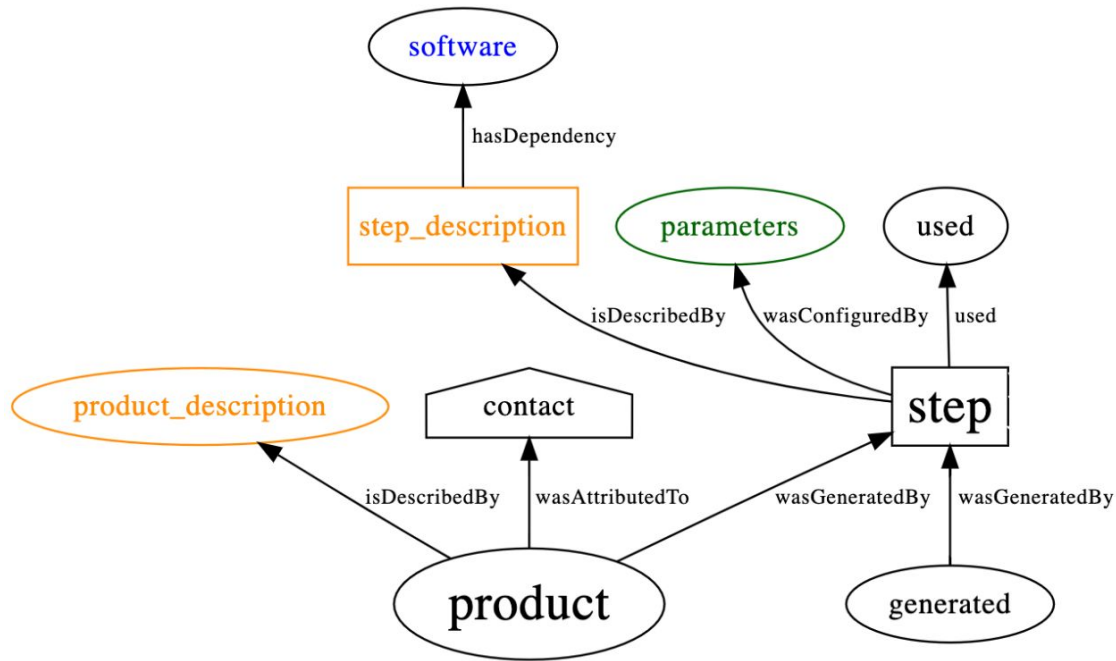 software
hasDependency
step_description
parameters
used
isDescribedBy
wasConfiguredBy
used
product_description
contact
step
isDescribedBy
wasAttributedTo
wasGeneratedBy
wasGeneratedBy
product
generated